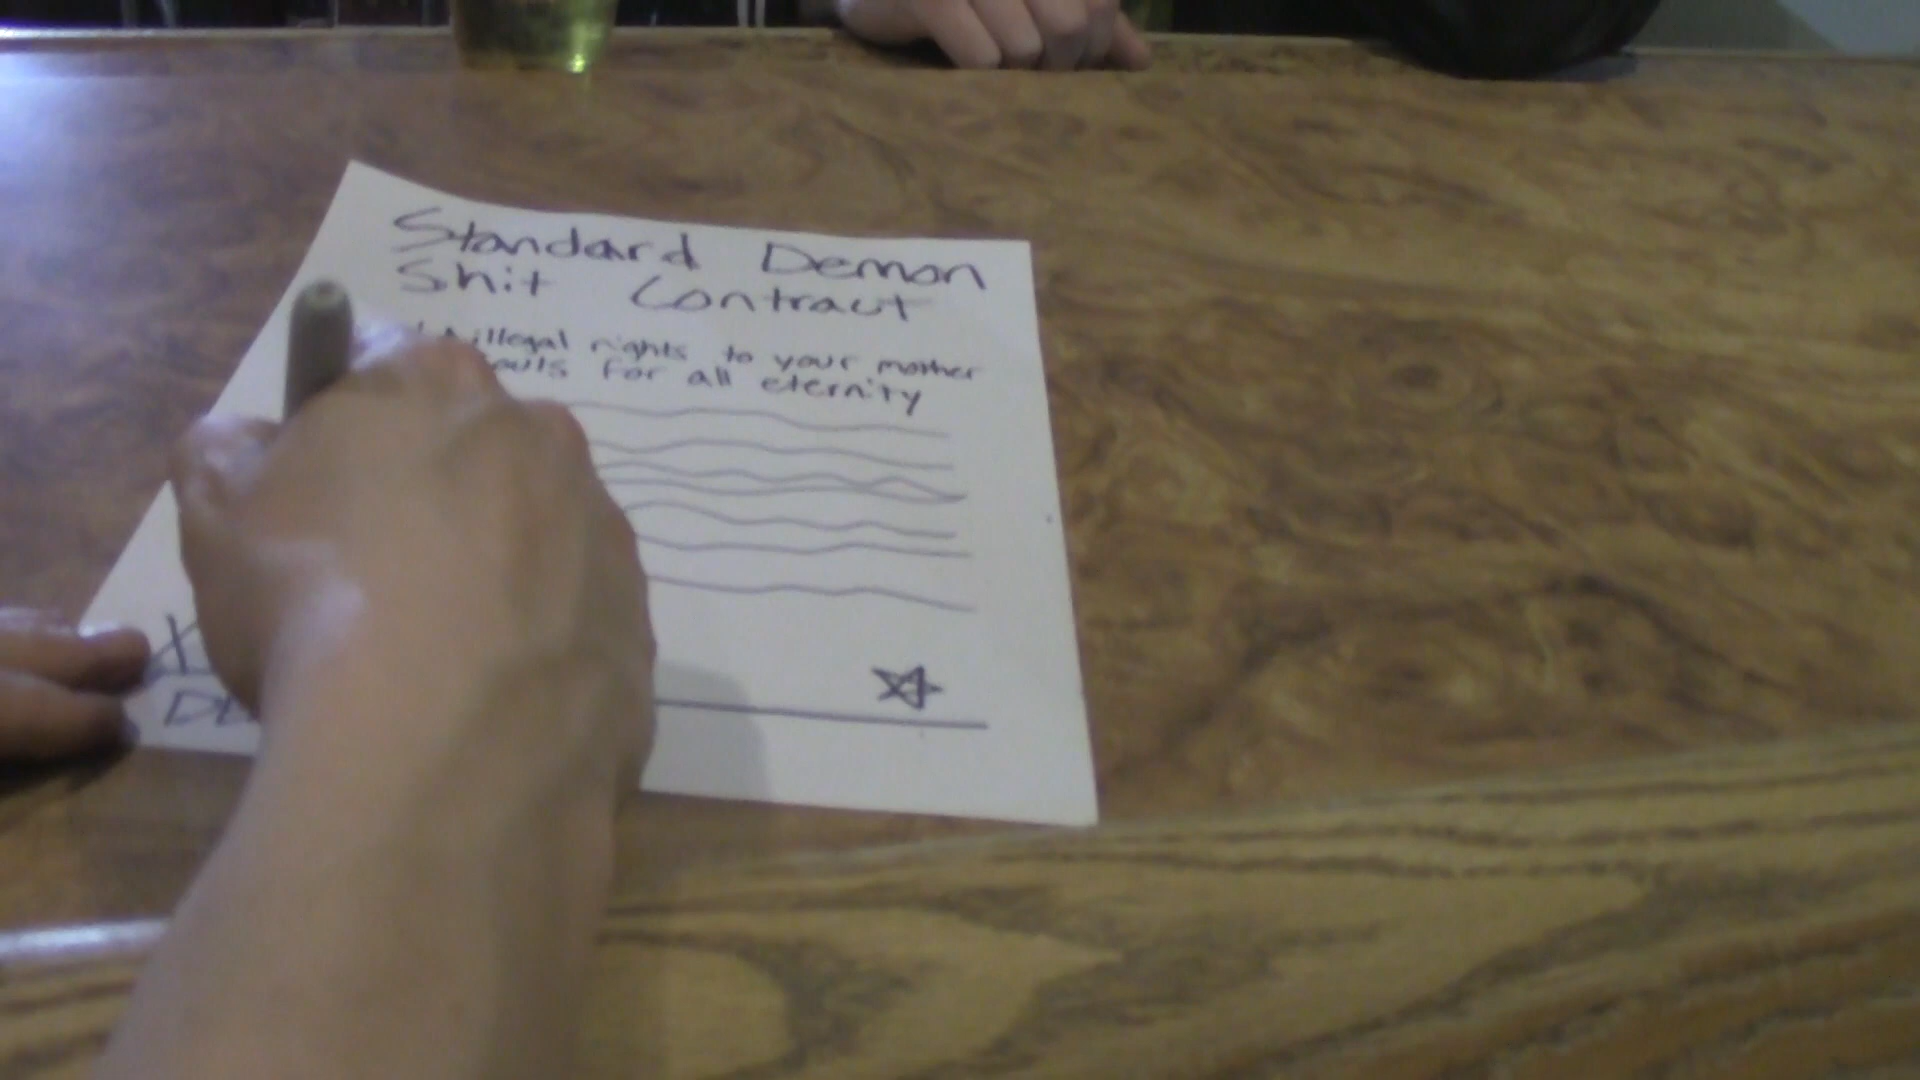 Standard Demon
Shit Contract
illegal rights to your mother
souls for all eternity
X